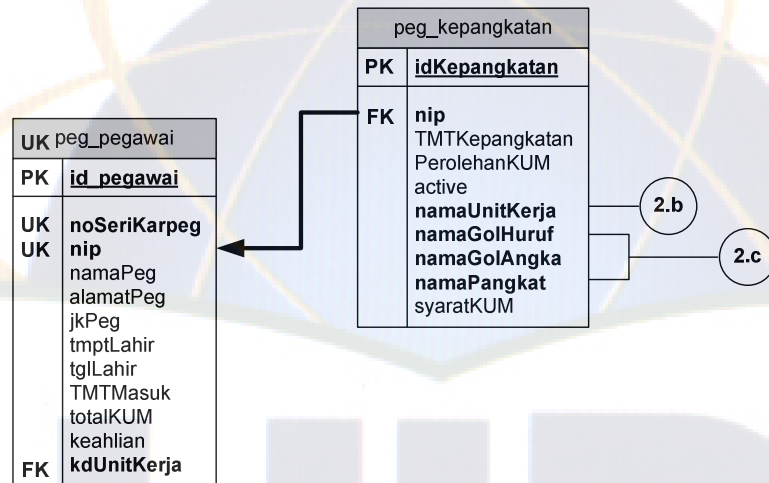 peg_kepangkatan
PK idKepangkatan
FK nip
TMTKepangkatan
PerolehanKUM
active
namaUnitKerja
namaGolHuruf
namaGolAngka
namaPangkat
syaratKUM
2.b
2.c
UK peg_pegawai
PK id_pegawai
UK noSeriKarpeg
UK nip
namaPeg
alamatPeg
jkPeg
tmptLahir
tglLahir
TMTMasuk
totalKUM
keahlian
FK kdUnitKerja